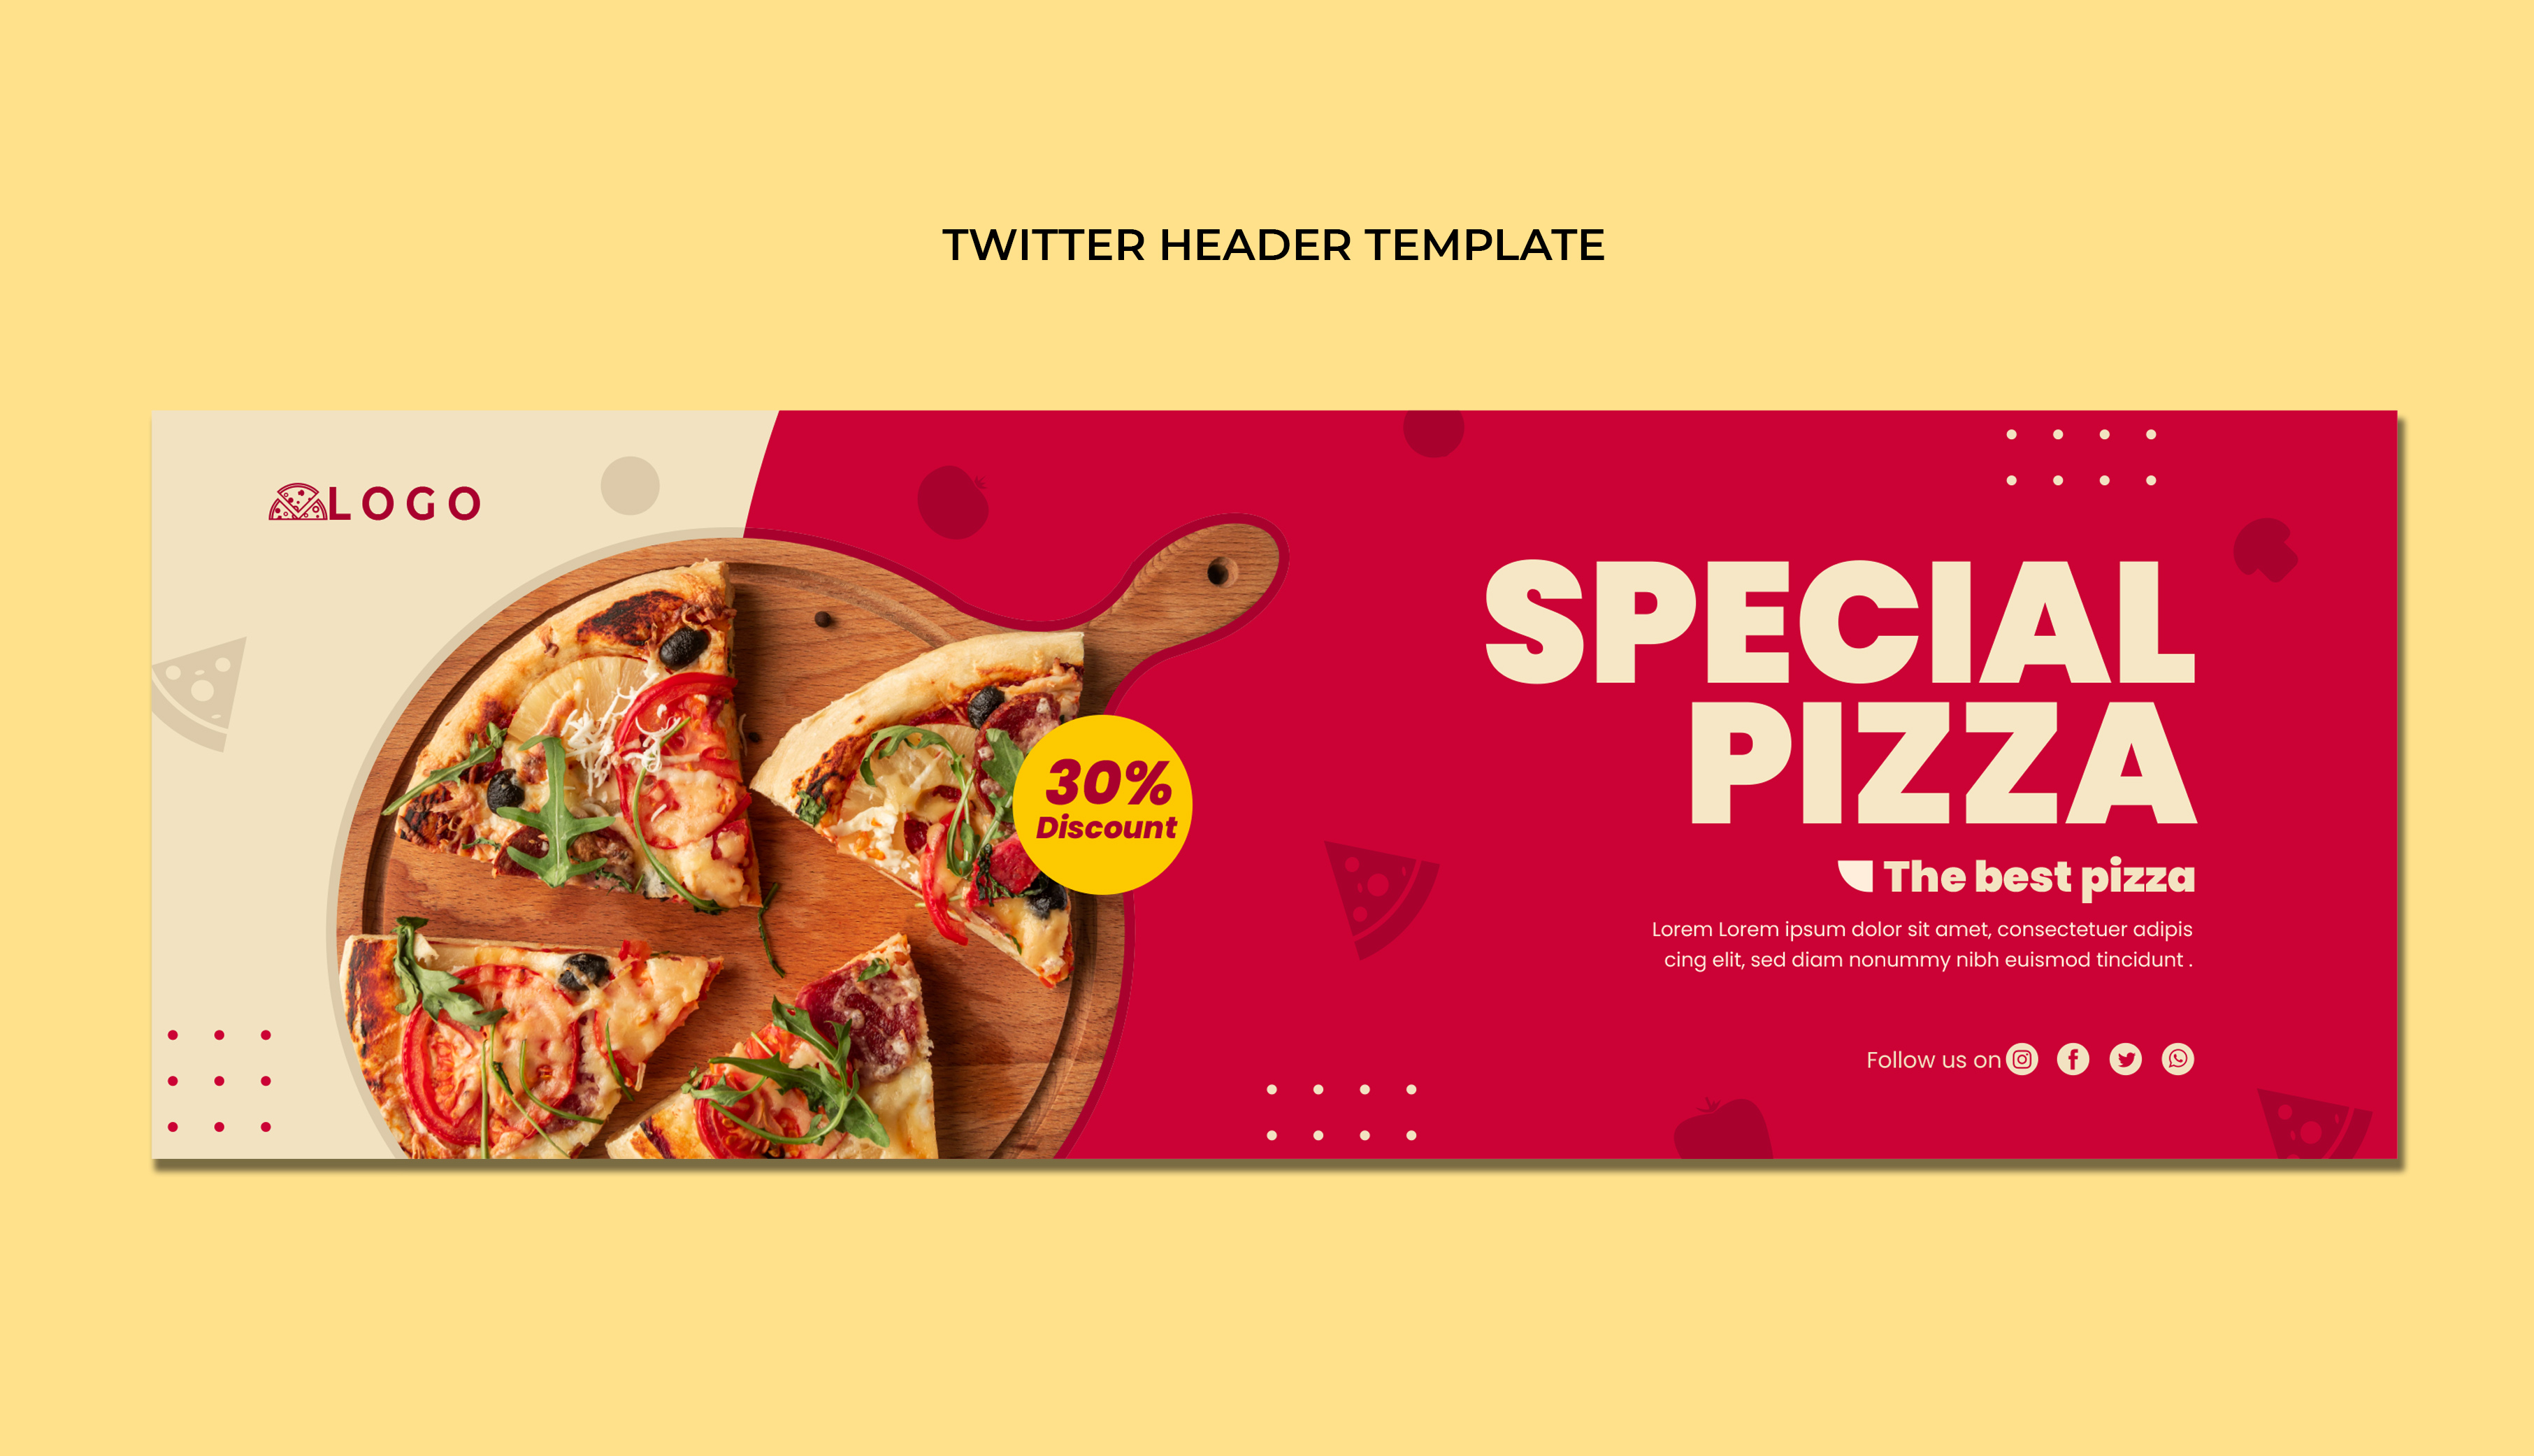 TWITTER HEADER TEMPLATE
LOGO
SPECIAL
PIZZA
30%
Discount
The best pizza
Lorem Lorem ipsum dolor sit amet, consectetuer adipis
cing elit, sed diam nonummy nibh euismod tincidunt .
Follow us on